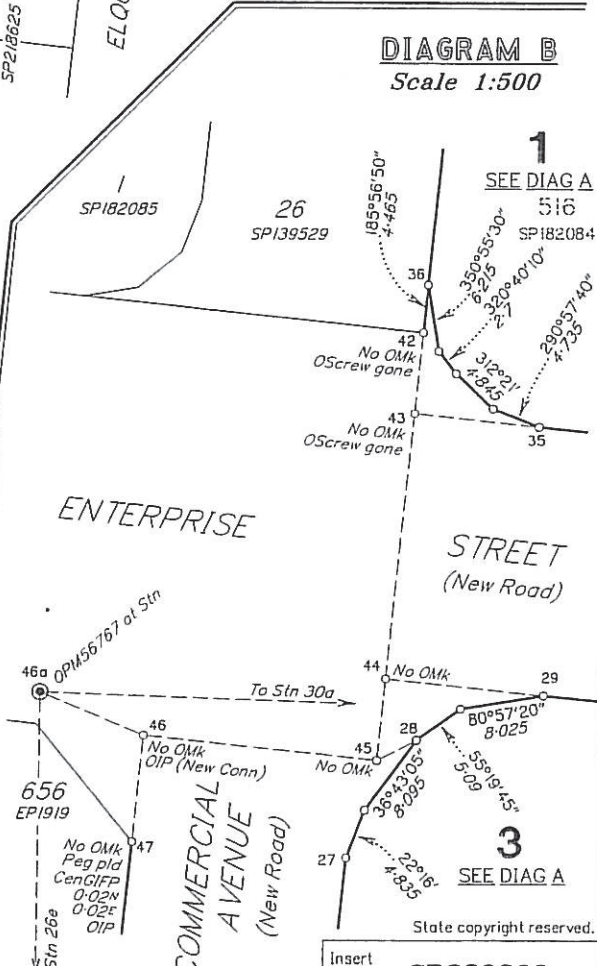 SP218625
DIAGRAM B
Scale 1:500
1
SEE DIAG A
516
SP182084
1
SP182085
26
SP139529
185°56'50"
4·465
350°55'30"
6·215
320°40'10"
2·7
290°57'40"
4·735
36
42
No OMk
OScrew gone
312°21'
4·845
43
No OMk
OScrew gone
35
ENTERPRISE
STREET
(New Road)
OPM56767 at Stn
46a
To Stn 30a
44
No OMk
29
46
No OMk
OIP (New Conn)
45
No OMk
28
80°57'20"
8·025
55°19'45"
5·09
36°43'05"
8·095
656
EP1919
47
No OMk
Peg pld
CenGIFP
0·02N
0·02E
OIP
COMMERCIAL
AVENUE
(New Road)
27
22°16'
4·835
3
SEE DIAG A
Stn 26a
State copyright reserved.
Insert